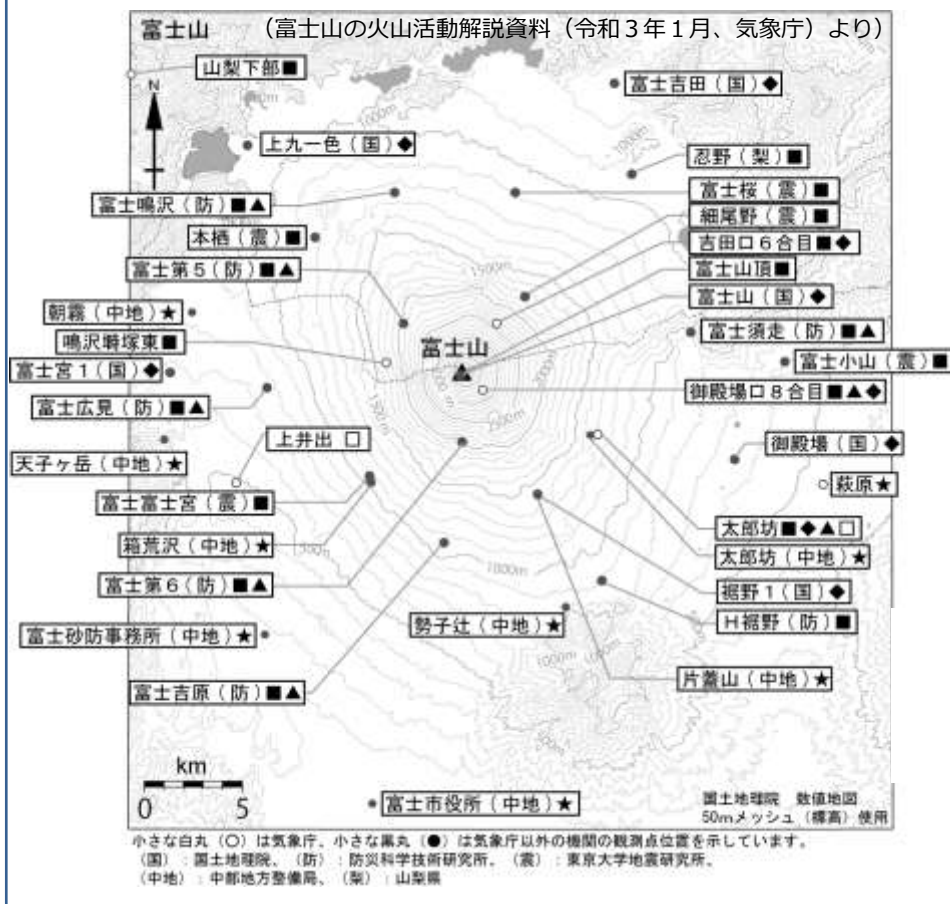 富士山 (富士山の火山活動解説資料(令和3年1月、気象庁)より)
山梨下部■
N
富士吉田(国)◆
上九一色(国)◆
忍野(梨)■
富士鳴沢(防)■▲
富士桜(震)■
細尾野(震)■
本栖(震)■
吉田口6合目■◆
富士第5(防)■▲
富士山頂■
富士山(国)◆
朝霧(中地)★
富士須走(防)■▲
鳴沢塒塚東■
富士山
富士小山(震)■
富士宮1(国)◆
御殿場口8合目■▲◆
富士広見(防)■▲
上井出 □
御殿場(国)◆
天子ヶ岳(中地)★
萩原★
富士富士宮(震)■
太郎坊■◆▲□
箱荒沢(中地)★
太郎坊(中地)★
富士第6(防)■▲
裾野1(国)◆
勢子辻(中地)★
H裾野(防)■
富士砂防事務所(中地)★
片蓋山(中地)★
富士吉原(防)■▲
1000m
1500m
2000m
2500m
km
0 5
富士市役所(中地)★
国土地理院 数値地図
50mメッシュ(標高)使用
小さな白丸(○)は気象庁、小さな黒丸(●)は気象庁以外の機関の観測点位置を示しています。
(国):国土地理院、(防):防災科学技術研究所、(震):東京大学地震研究所、
(中地):中部地方整備局、(梨):山梨県